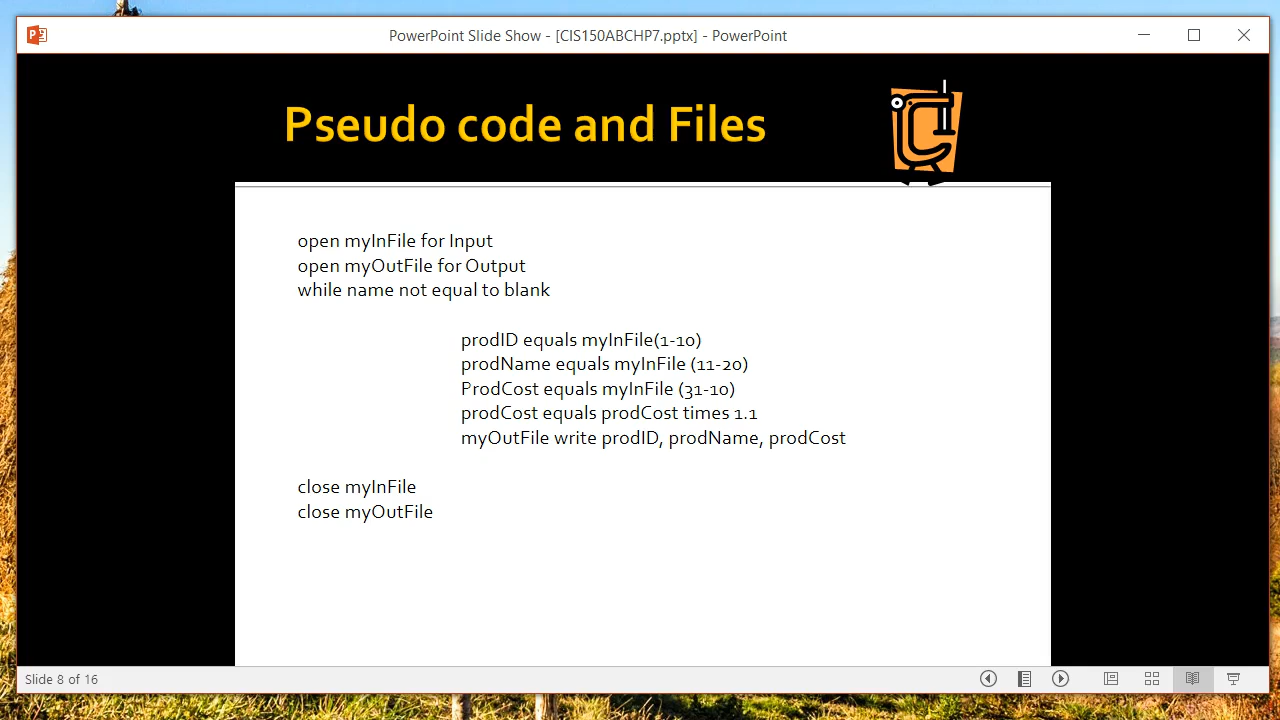 PowerPoint Slide Show - [CIS150ABCHP7.pptx] - PowerPoint
Pseudo code and Files
open myInFile for Input
open myOutFile for Output
while name not equal to blank
prodID equals myInFile(1-10)
prodName equals myInFile (11-20)
ProdCost equals myInFile (31-10)
prodCost equals prodCost times 1.1
myOutFile write prodID, prodName, prodCost
close myInFile
close myOutFile
Slide 8 of 16